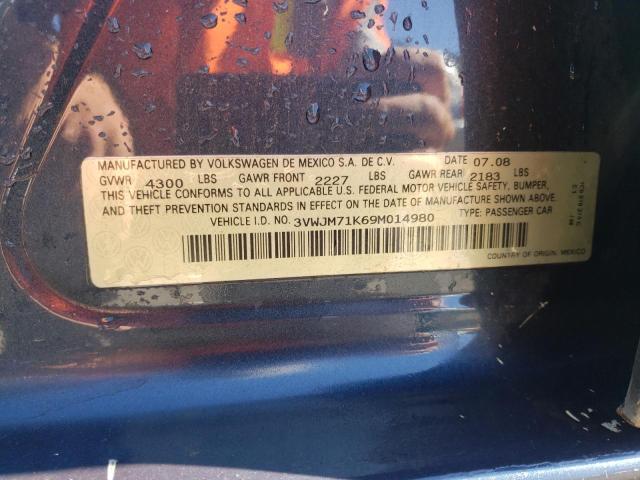 MANUFACTURED BY VOLKSWAGEN DE MEXICO S.A. DE C.V. DATE 07.08
GVWR 4300 LBS GAWR FRONT 2227 LBS GAWR REAR 2183 LBS
THIS VEHICLE CONFORMS TO ALL APPLICABLE U.S. FEDERAL MOTOR VEHICLE SAFETY, BUMPER,
AND THEFT PREVENTION STANDARDS IN EFFECT ON THE DATE OF MANUFACTURE SHOWN ABOVE.
VEHICLE I.D. NO. 3VWJM71K69M014980 TYPE: PASSENGER CAR
COUNTRY OF ORIGIN: MEXICO